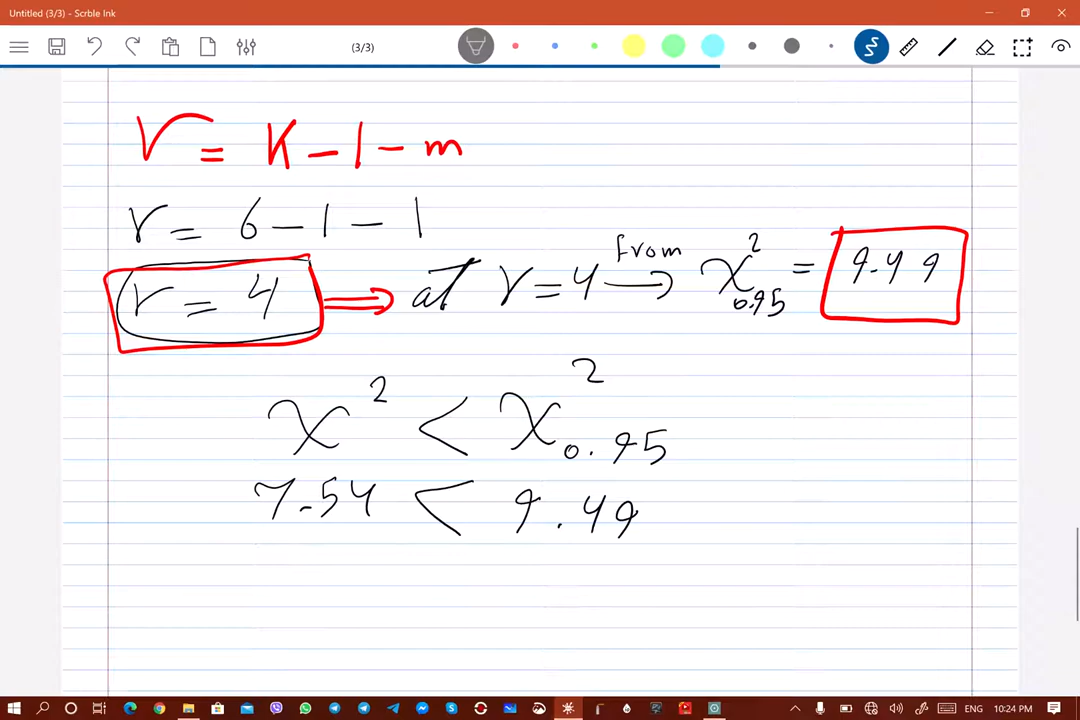 Untitled (3/3) - Scrble Ink
(3/3)
r = K - 1 - m
r = 6 - 1 - 1
r = 4 ⇒ at r = 4 from → χ²0.95 = 9.49
χ² < χ²0.95
7.54 < 9.49
ENG 10:24 PM